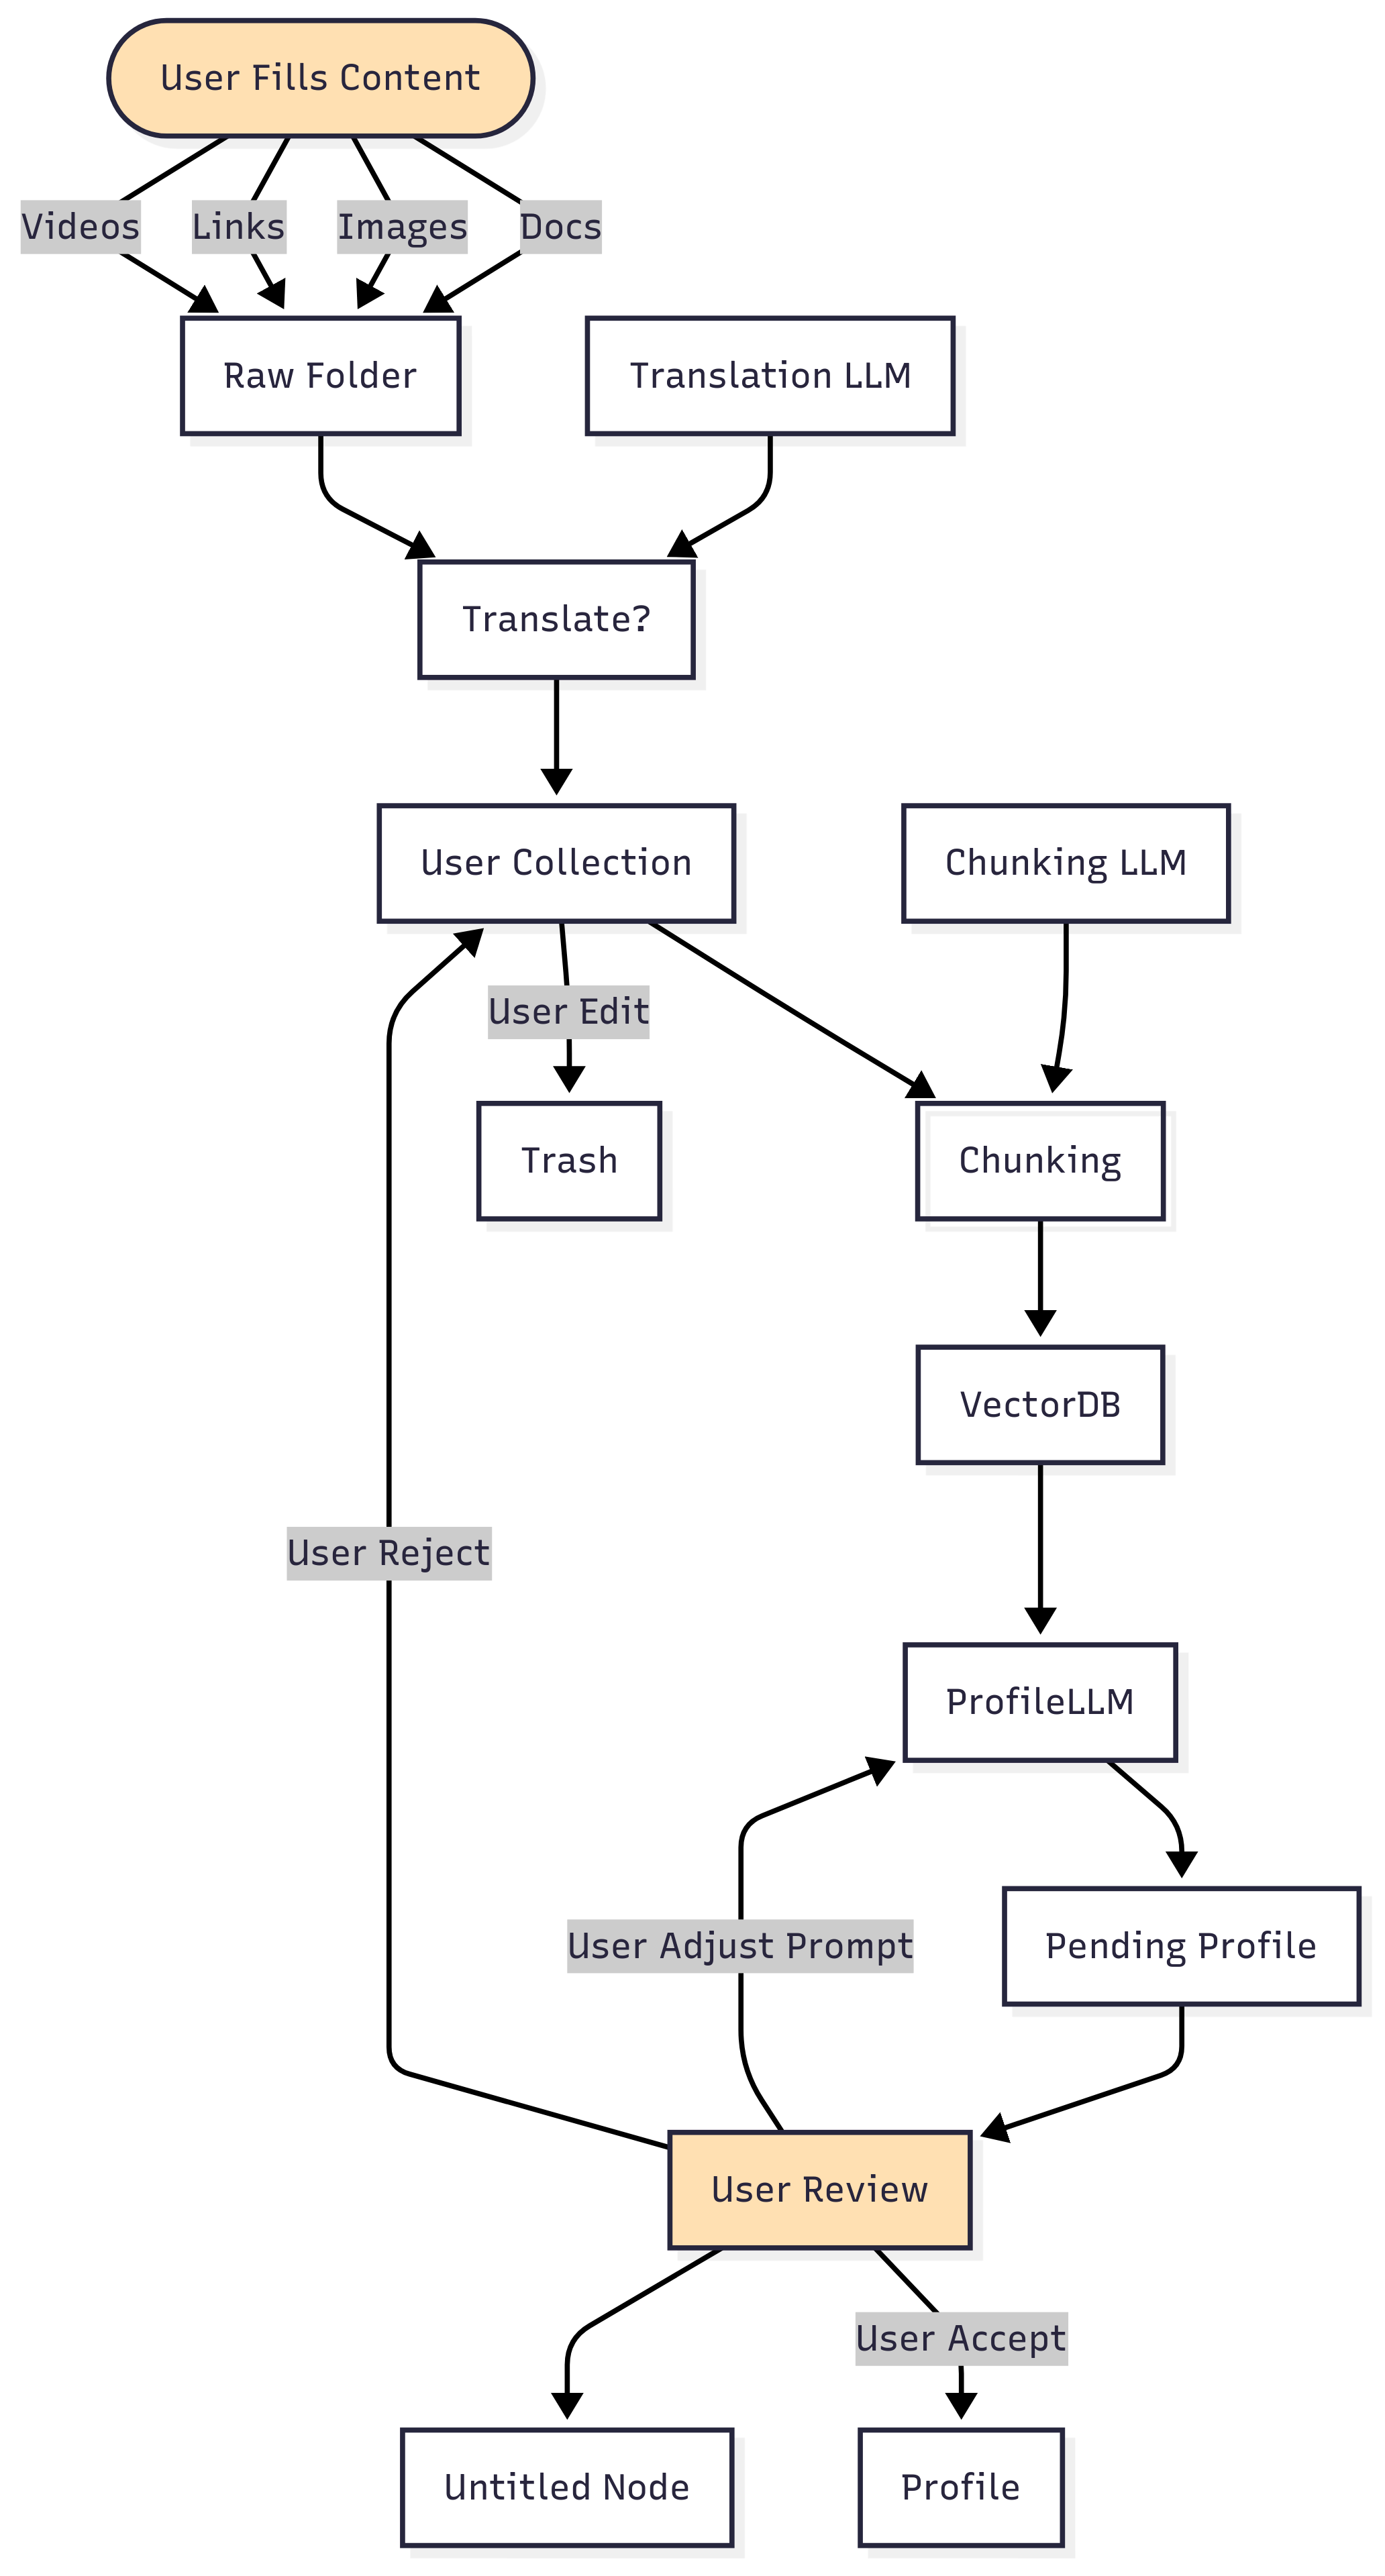 User Fills Content
Videos
Links
Images
Docs
Raw Folder
Translation LLM
Translate?
User Collection
Chunking LLM
User Edit
Trash
Chunking
VectorDB
User Reject
ProfileLLM
User Adjust Prompt
Pending Profile
User Review
User Accept
Untitled Node
Profile